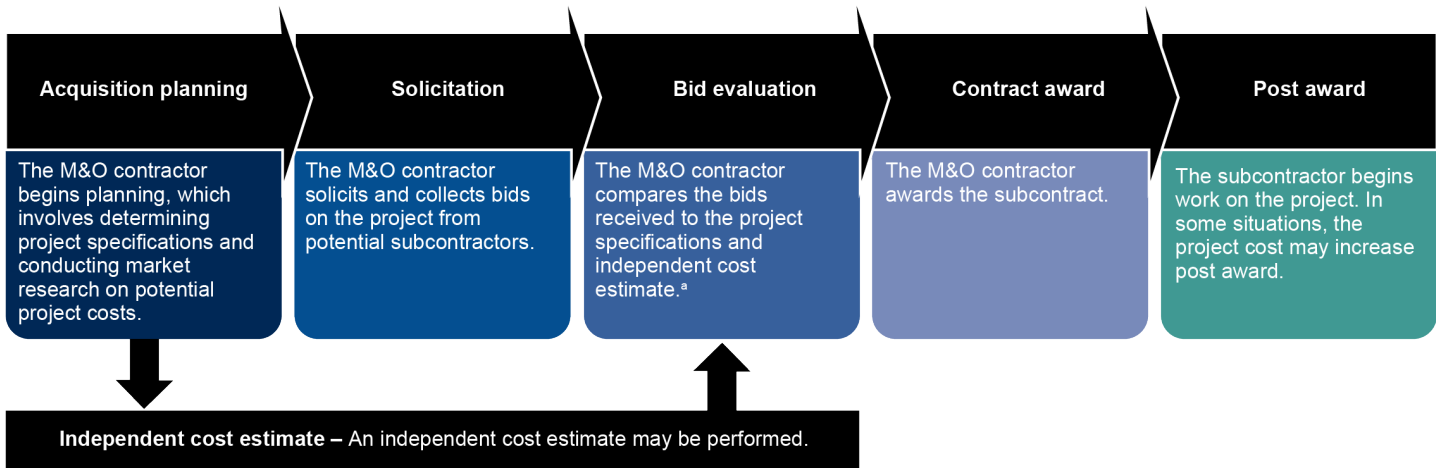 Acquisition planning
Solicitation
Bid evaluation
Contract award
Post award
The M&O contractor
begins planning, which
involves determining
project specifications and
conducting market
research on potential
project costs.
The M&O contractor
solicits and collects bids
on the project from
potential subcontractors.
The M&O contractor
compares the bids
received to the project
specifications and
independent cost
estimate.ᵃ
The M&O contractor
awards the subcontract.
The subcontractor begins
work on the project. In
some situations, the
project cost may increase
post award.
Independent cost estimate – An independent cost estimate may be performed.